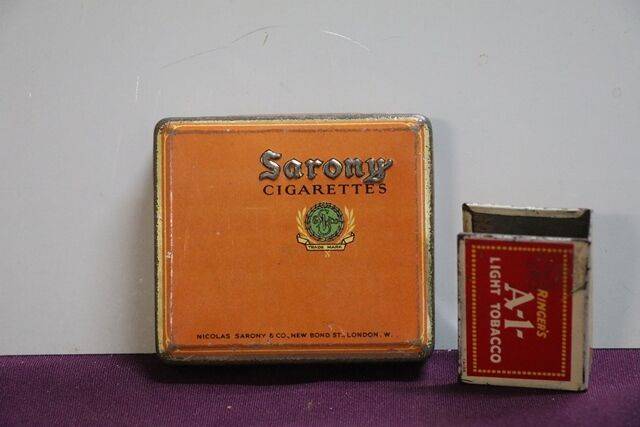 Sarony
CIGARETTES
TRADE MARK
NICOLAS SARONY & CO., NEW BOND ST., LONDON. W.
RINGER'S
A-1-
LIGHT TOBACCO